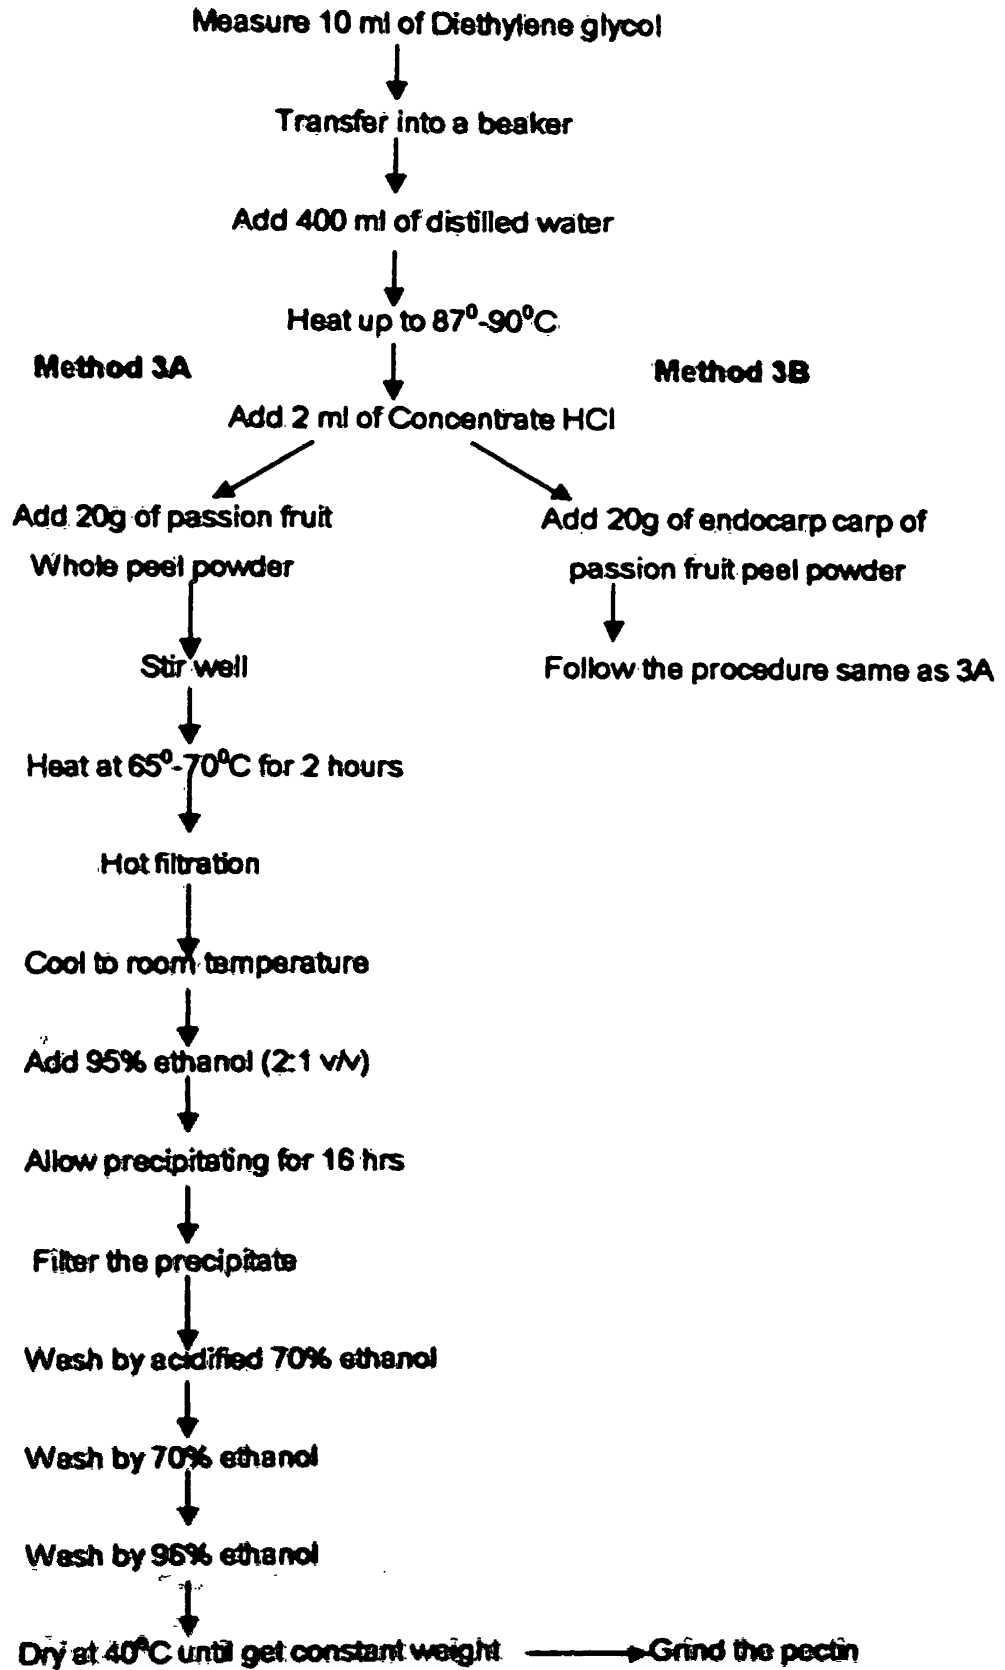 Measure 10 ml of Diethylene glycol
Transfer into a beaker
Add 400 ml of distilled water
Heat up to 87⁰-90⁰C
Method 3A
Method 3B
Add 2 ml of Concentrate HCl
Add 20g of passion fruit
Whole peel powder
Add 20g of endocarp carp of
passion fruit peel powder
Stir well
Follow the procedure same as 3A
Heat at 65⁰-70⁰C for 2 hours
Hot filtration
Cool to room temperature
Add 95% ethanol (2:1 v/v)
Allow precipitating for 16 hrs
Filter the precipitate
Wash by acidified 70% ethanol
Wash by 70% ethanol
Wash by 96% ethanol
Dry at 40⁰C until get constant weight
Grind the pectin